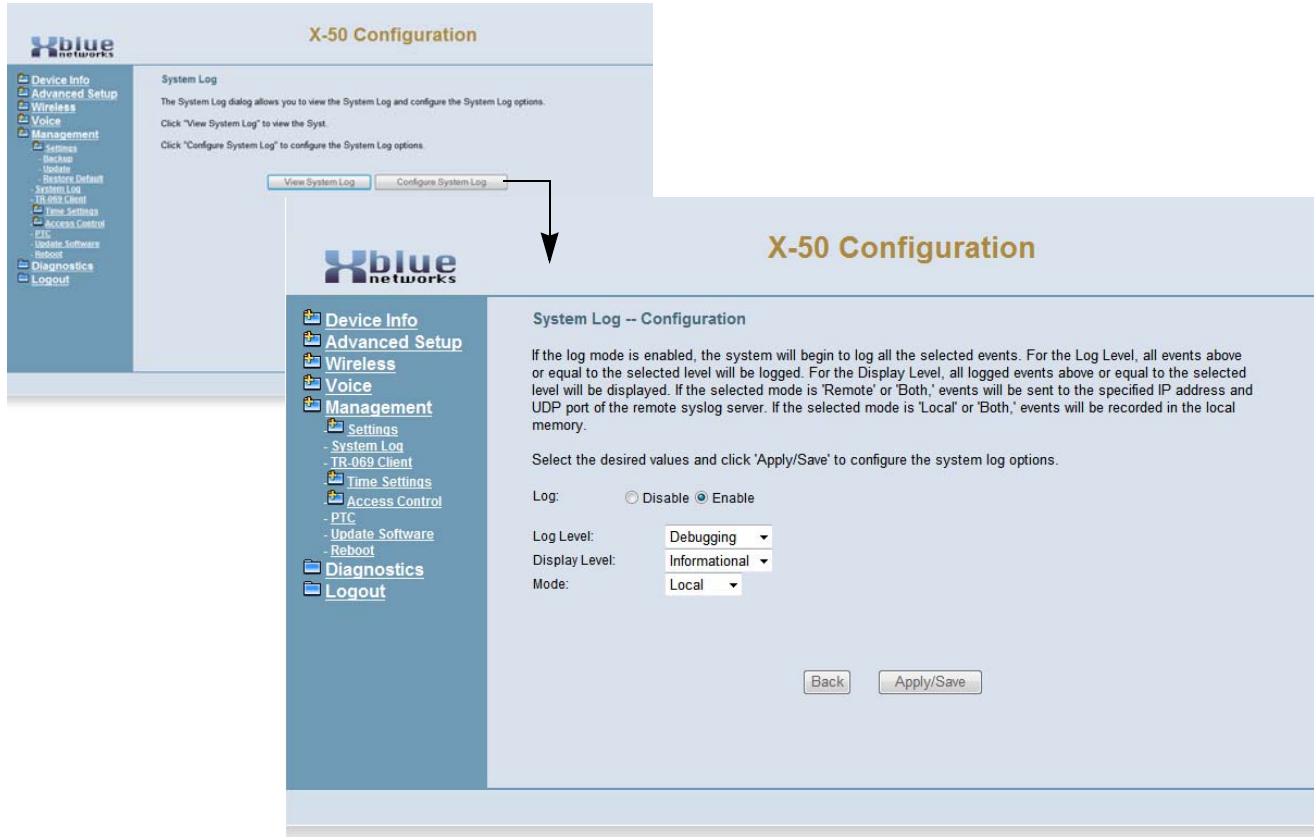 Xblue
networks
X-50 Configuration
Device Info
Advanced Setup
Wireless
Voice
Management
Settings
- Backup
- Update
- Restore Default
- System Log
- TR-069 Client
Time Settings
Access Control
- PTC
- Update Software
- Reboot
Diagnostics
Logout
System Log
The System Log dialog allows you to view the System Log and configure the System Log options.
Click "View System Log" to view the Syst.
Click "Configure System Log" to configure the System Log options.
View System Log Configure System Log
Xblue
networks
X-50 Configuration
Device Info
Advanced Setup
Wireless
Voice
Management
Settings
- System Log
- TR-069 Client
Time Settings
Access Control
- PTC
- Update Software
- Reboot
Diagnostics
Logout
System Log -- Configuration
If the log mode is enabled, the system will begin to log all the selected events. For the Log Level, all events above
or equal to the selected level will be logged. For the Display Level, all logged events above or equal to the selected
level will be displayed. If the selected mode is 'Remote' or 'Both,' events will be sent to the specified IP address and
UDP port of the remote syslog server. If the selected mode is 'Local' or 'Both,' events will be recorded in the local
memory.
Select the desired values and click 'Apply/Save' to configure the system log options.
Log: Disable Enable
Log Level: Debugging
Display Level: Informational
Mode: Local
Back Apply/Save